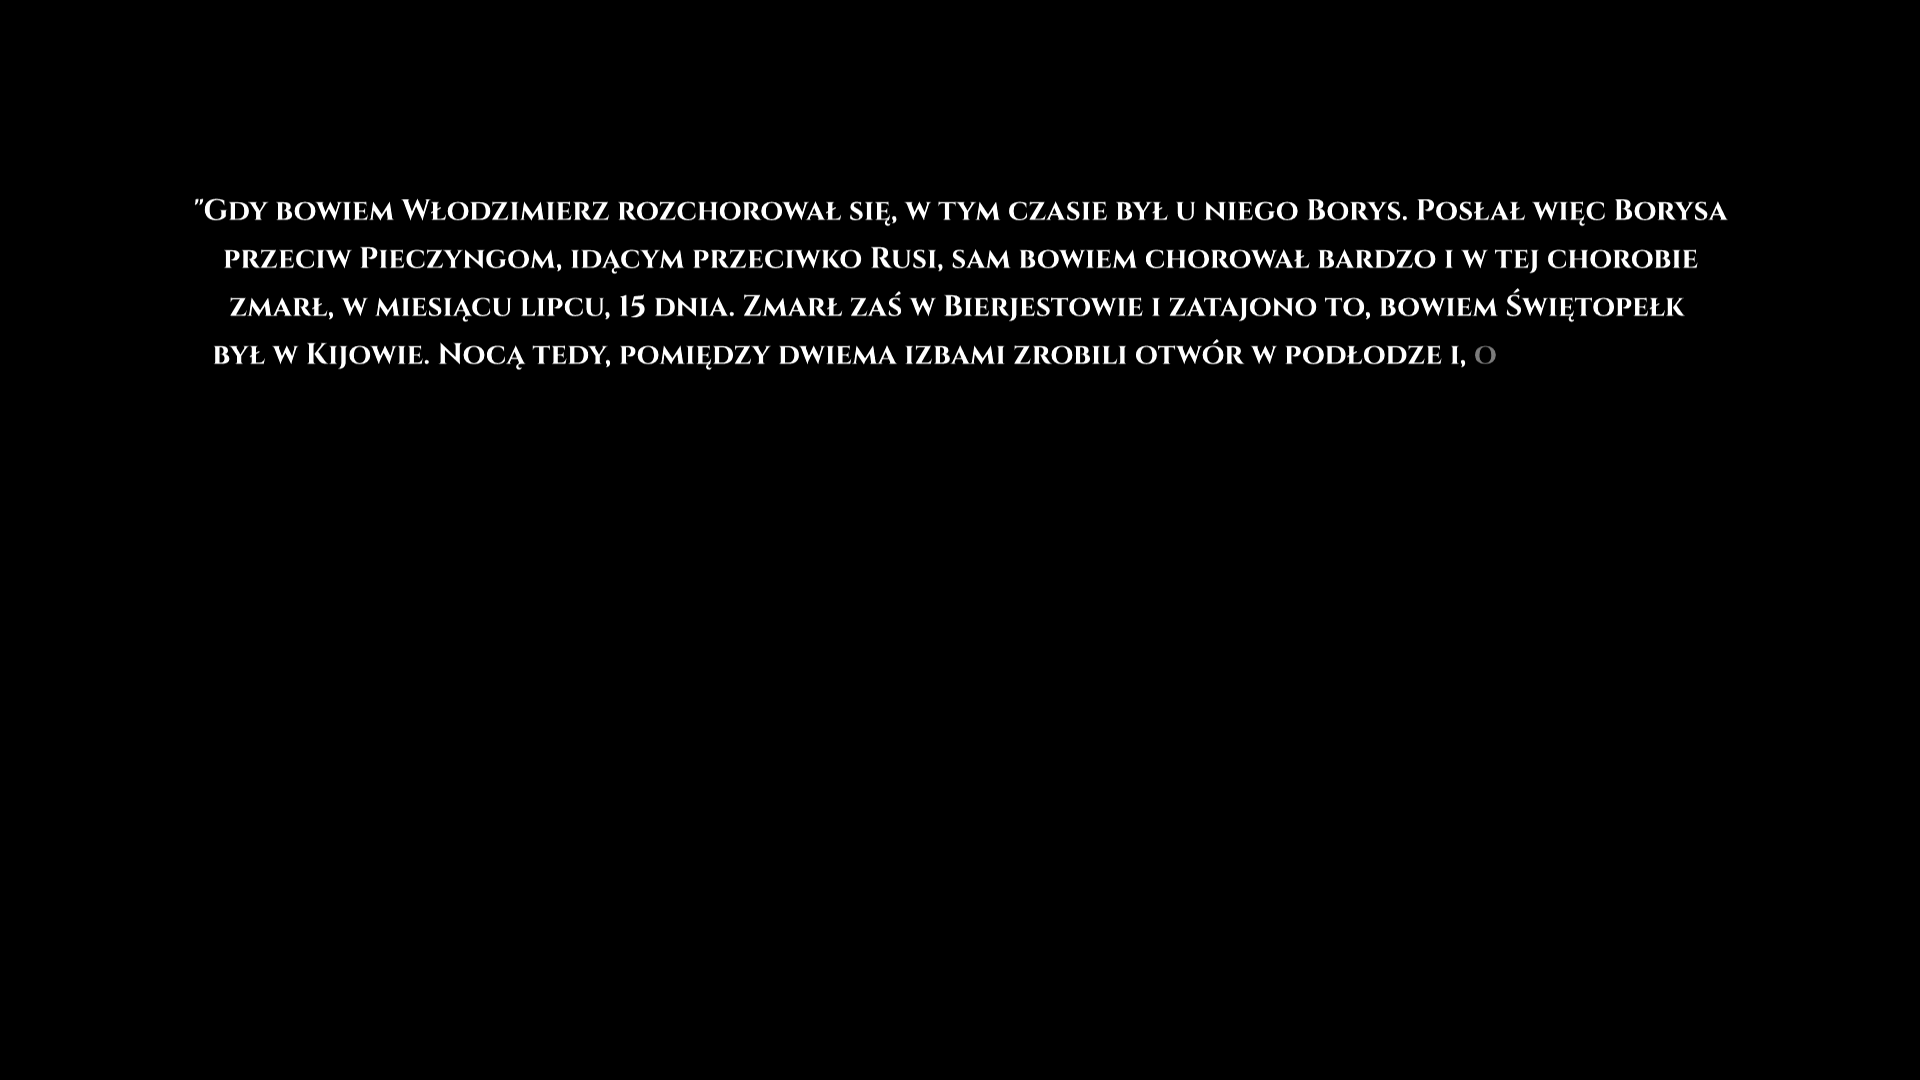 "Gdy bowiem Włodzimierz rozchorował się, w tym czasie był u niego Borys. Posłał więc Borysa
przeciw Pieczyngom, idącym przeciwko Rusi, sam bowiem chorował bardzo i w tej chorobie
zmarł, w miesiącu lipcu, 15 dnia. Zmarł zaś w Bierjestowie i zatajono to, bowiem Świętopełk
był w Kijowie. Nocą tedy, pomiędzy dwiema izbami zrobili otwór w podłodze i, o